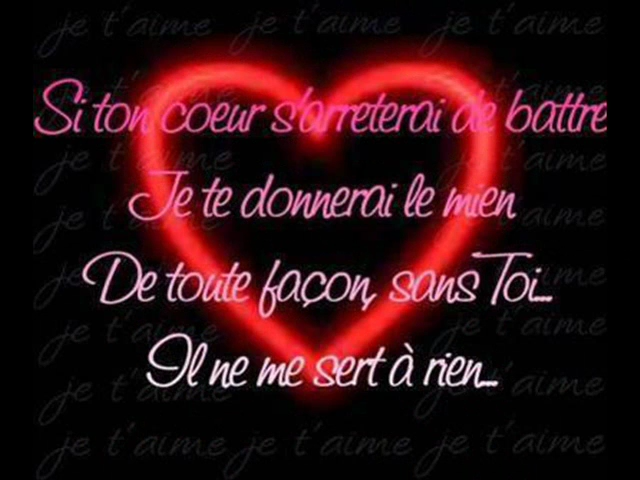 je t'aime je t'aime je t'aime
Si ton coeur s'arreterai de battre
Je te donnerai le mien
De toute façon, sans Toi...
Il ne me sert à rien...
je t'aime je t'aime je t'aime